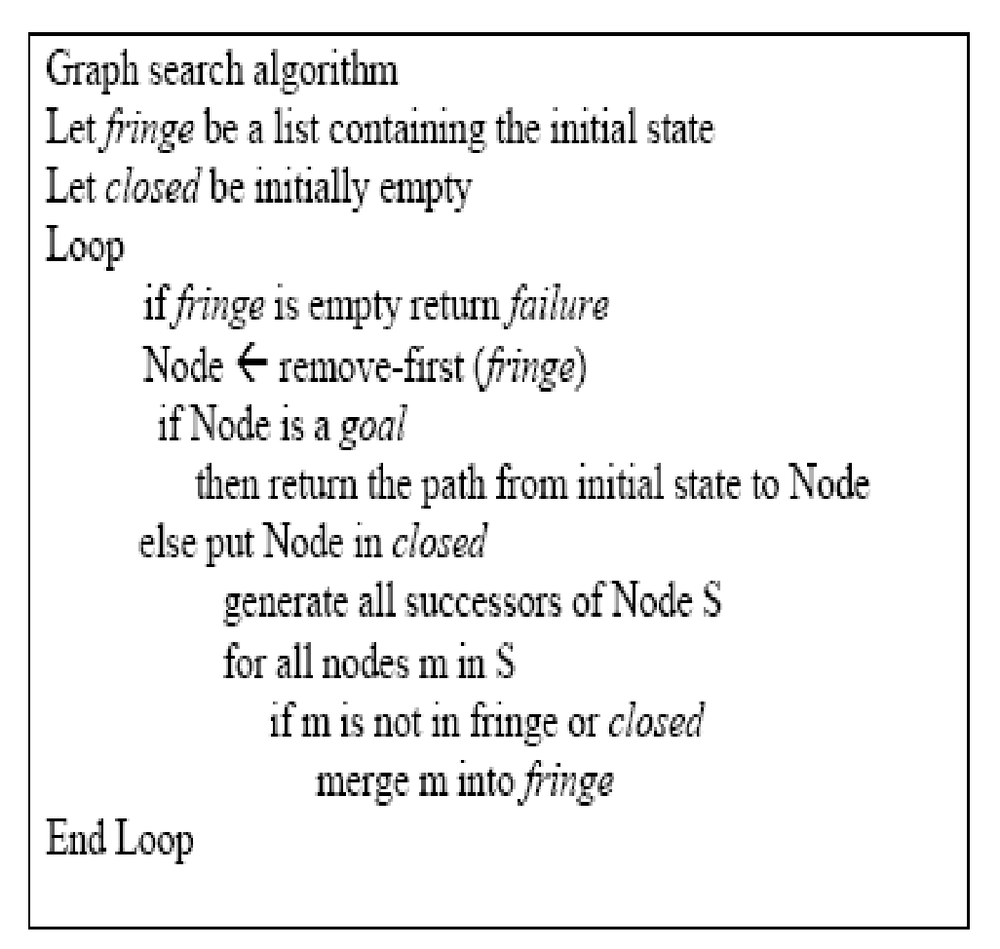 Graph search algorithm
Let fringe be a list containing the initial state
Let closed be initially empty
Loop
if fringe is empty return failure
Node ← remove-first (fringe)
if Node is a goal
then return the path from initial state to Node
else put Node in closed
generate all successors of Node S
for all nodes m in S
if m is not in fringe or closed
merge m into fringe
End Loop